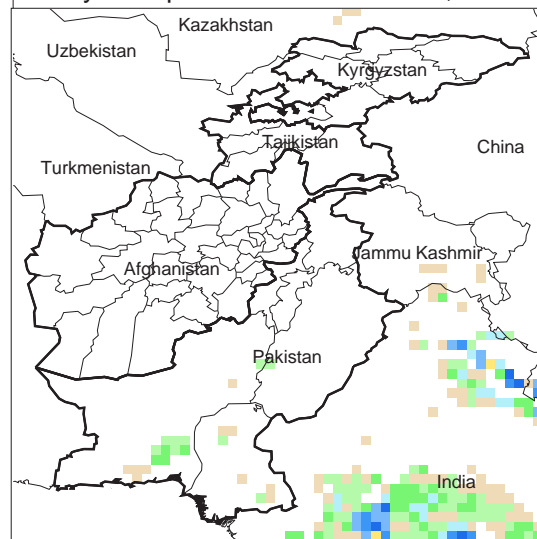 Kazakhstan
Uzbekistan
Kyrgyzstan
Tajikistan
China
Turkmenistan
Jammu Kashmir
Afghanistan
Pakistan
India